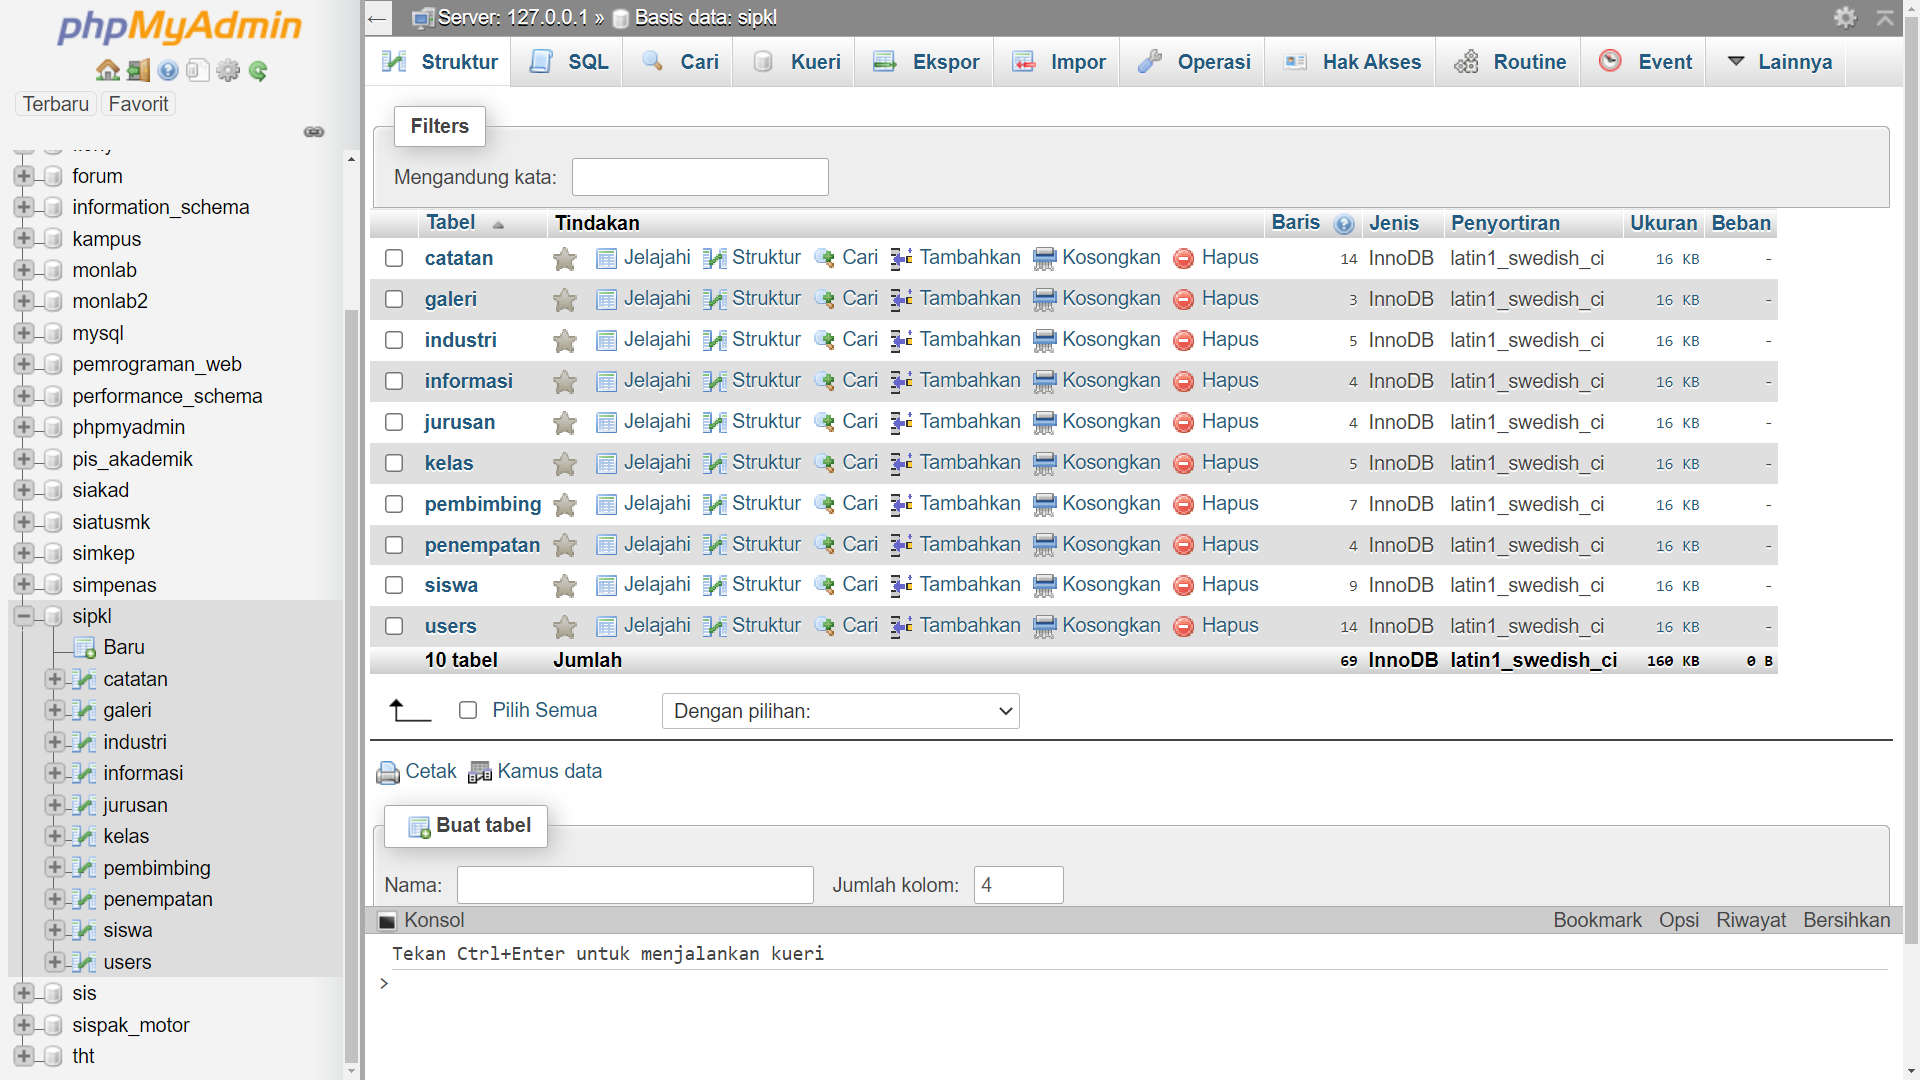 phpMyAdmin
Terbaru Favorit
forum
information_schema
kampus
monlab
monlab2
mysql
pemrograman_web
performance_schema
phpmyadmin
pis_akademik
siakad
siatusmk
simkep
simpenas
sipkl
Baru
catatan
galeri
industri
informasi
jurusan
kelas
pembimbing
penempatan
siswa
users
sis
sispak_motor
tht
Server: 127.0.0.1 » Basis data: sipkl
Struktur SQL Cari Kueri Ekspor Impor Operasi Hak Akses Routine Event Lainnya
Filters
Mengandung kata:
Tabel Tindakan Baris Jenis Penyortiran Ukuran Beban
catatan Jelajahi Struktur Cari Tambahkan Kosongkan Hapus 14 InnoDB latin1_swedish_ci 16 KB -
galeri Jelajahi Struktur Cari Tambahkan Kosongkan Hapus 3 InnoDB latin1_swedish_ci 16 KB -
industri Jelajahi Struktur Cari Tambahkan Kosongkan Hapus 5 InnoDB latin1_swedish_ci 16 KB -
informasi Jelajahi Struktur Cari Tambahkan Kosongkan Hapus 4 InnoDB latin1_swedish_ci 16 KB -
jurusan Jelajahi Struktur Cari Tambahkan Kosongkan Hapus 4 InnoDB latin1_swedish_ci 16 KB -
kelas Jelajahi Struktur Cari Tambahkan Kosongkan Hapus 5 InnoDB latin1_swedish_ci 16 KB -
pembimbing Jelajahi Struktur Cari Tambahkan Kosongkan Hapus 7 InnoDB latin1_swedish_ci 16 KB -
penempatan Jelajahi Struktur Cari Tambahkan Kosongkan Hapus 4 InnoDB latin1_swedish_ci 16 KB -
siswa Jelajahi Struktur Cari Tambahkan Kosongkan Hapus 9 InnoDB latin1_swedish_ci 16 KB -
users Jelajahi Struktur Cari Tambahkan Kosongkan Hapus 14 InnoDB latin1_swedish_ci 16 KB -
10 tabel Jumlah 69 InnoDB latin1_swedish_ci 160 KB 0 B
Pilih Semua Dengan pilihan:
Cetak Kamus data
Buat tabel
Nama: Jumlah kolom: 4
Konsol Bookmark Opsi Riwayat Bersihkan
Tekan Ctrl+Enter untuk menjalankan kueri
>